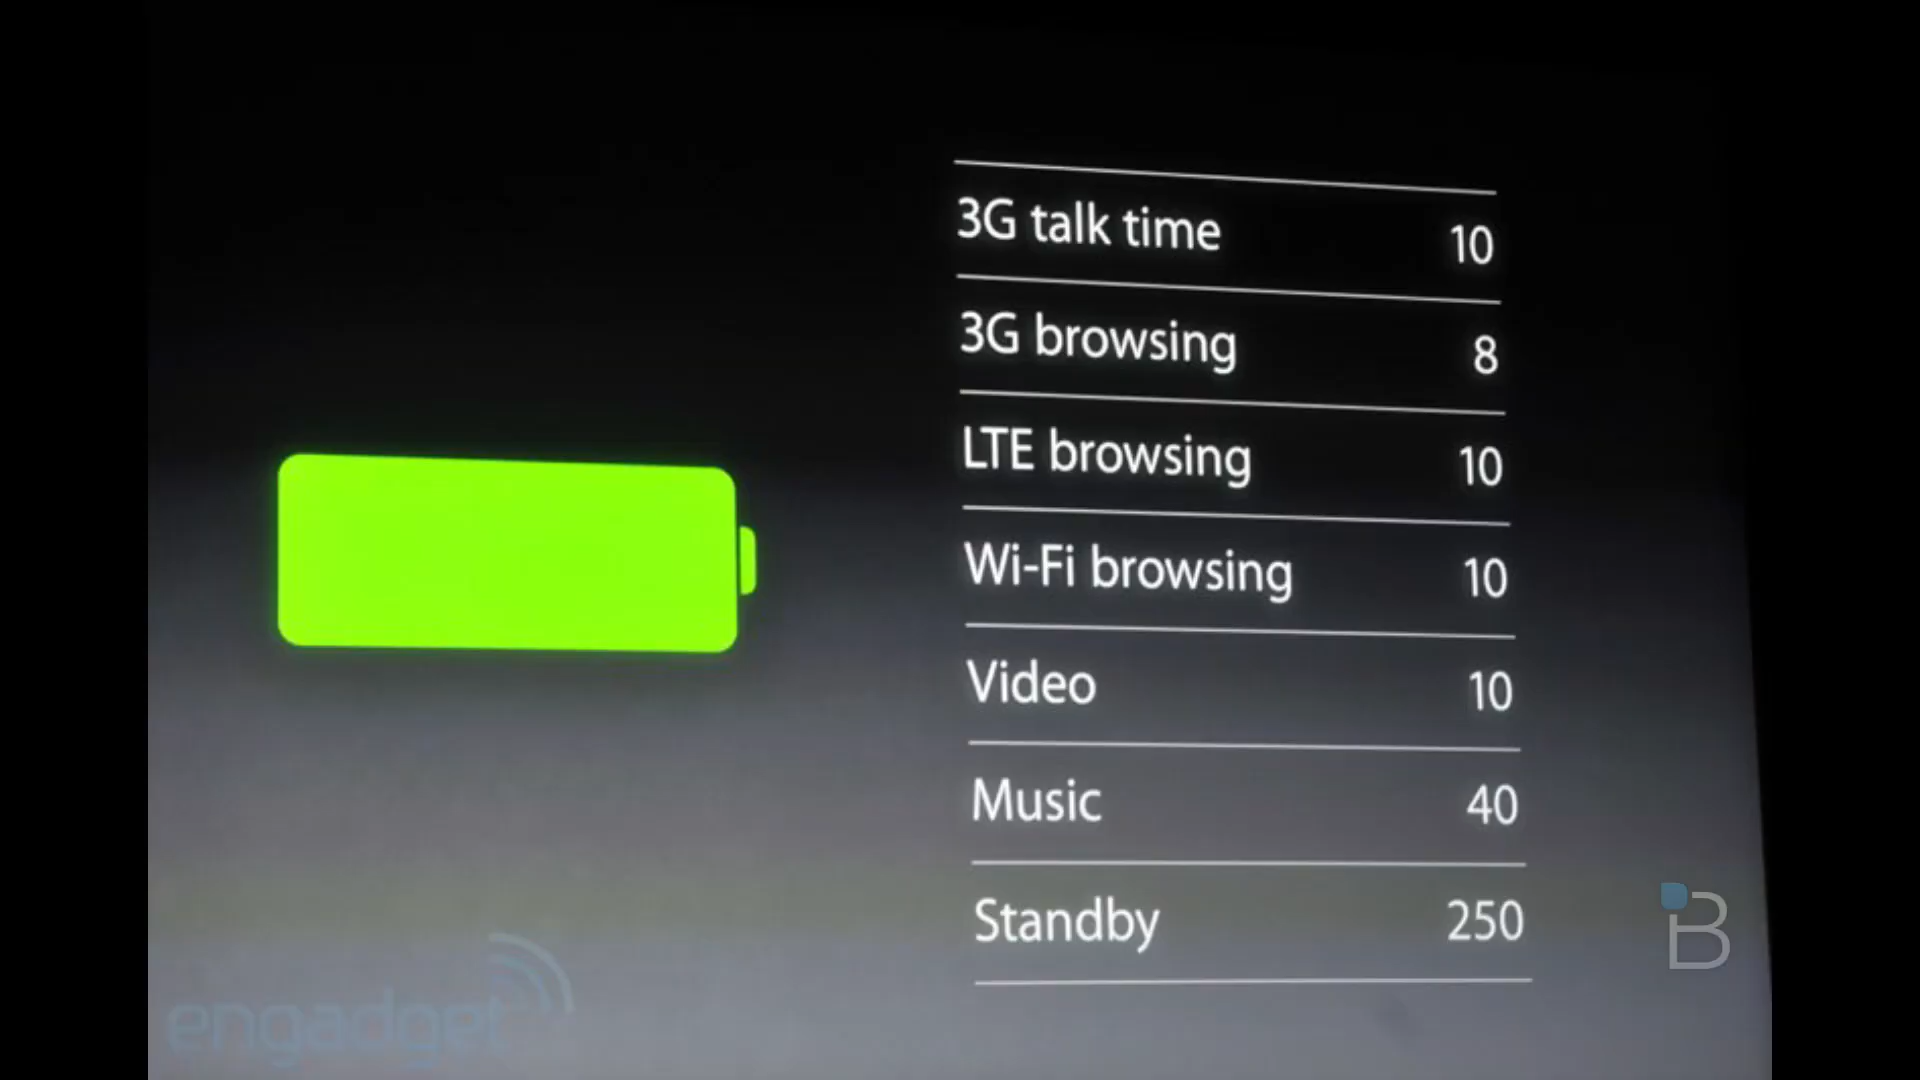 3G talk time 10
3G browsing 8
LTE browsing 10
Wi-Fi browsing 10
Video 10
Music 40
Standby 250
B
engadget